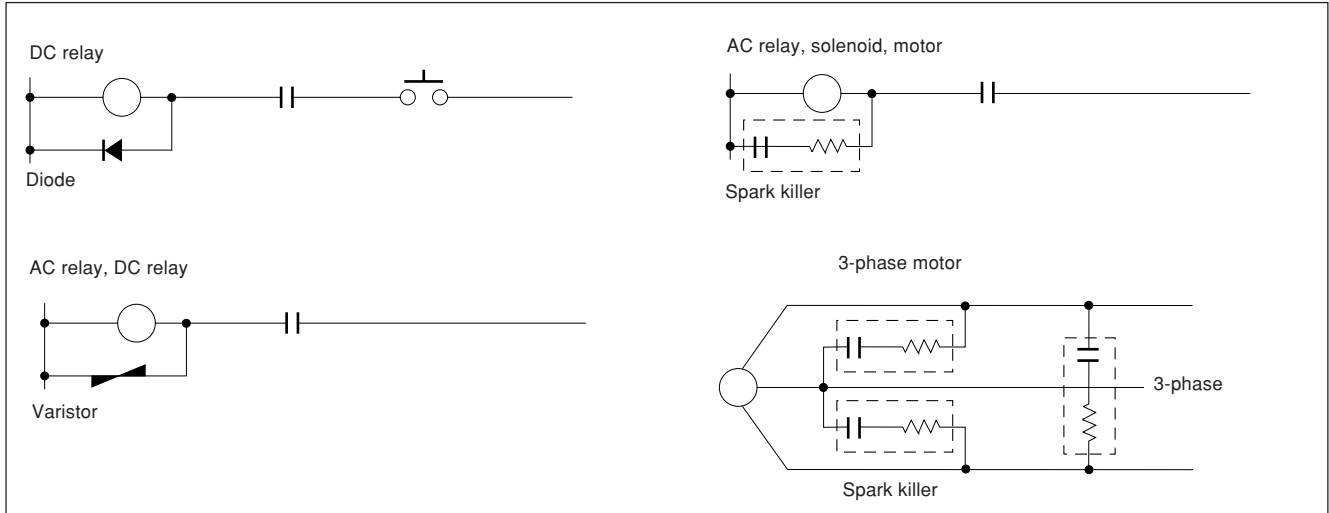 DC relay
Diode
AC relay, solenoid, motor
Spark killer
AC relay, DC relay
Varistor
3-phase motor
3-phase
Spark killer